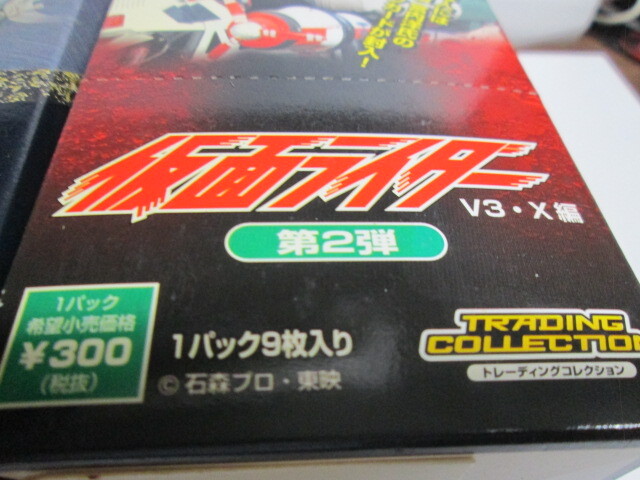 仮面ライダー
V3・X編
第2弾
1パック
希望小売価格
¥300
(税抜)
1パック9枚入り
©石森プロ・東映
TRADING
COLLECTION
トレーディングコレクション